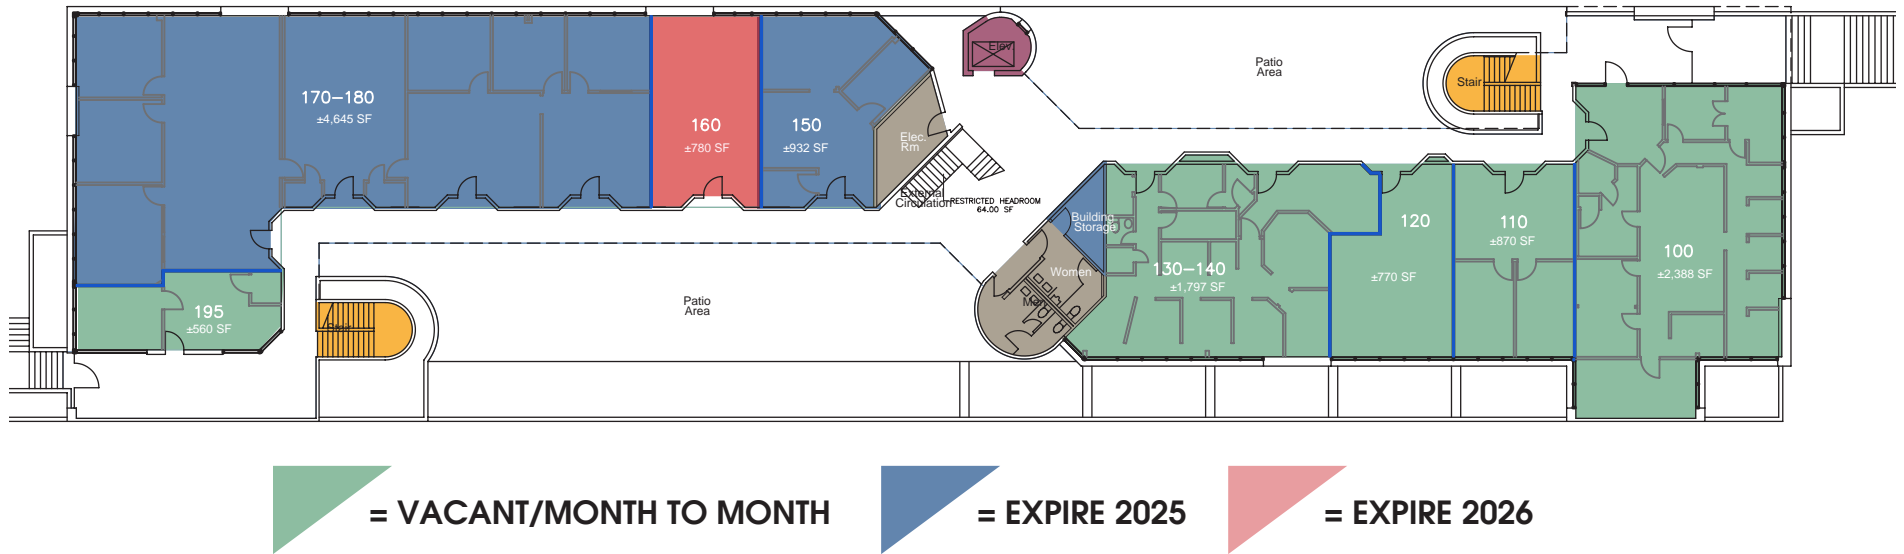 Elev
Patio
Area
Stair
170–180
±4,645 SF
160
±780 SF
150
±932 SF
Elec.
Rm
External
Circulation
RESTRICTED HEADROOM
64.00 SF
Building
Storage
Women
Men
130–140
±1,797 SF
120
±770 SF
110
±870 SF
100
±2,388 SF
195
±560 SF
Stair
Patio
Area
= VACANT/MONTH TO MONTH
= EXPIRE 2025
= EXPIRE 2026